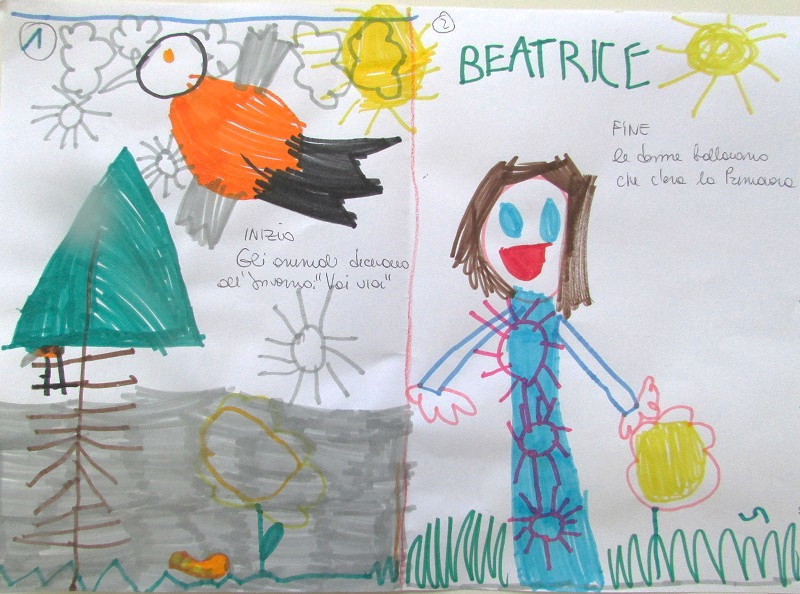 1
INIZIO
Gli animali dicevano
all'Inverno: "Vai via"
2
BEATRICE
FINE
le donne ballavano
che c'era la Primavera